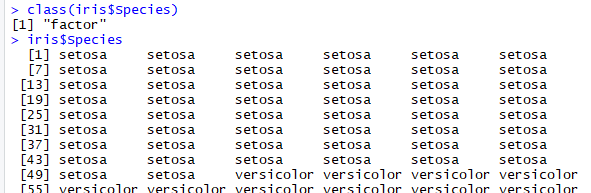 > class(iris$Species)
[1] "factor"
> iris$Species
[1] setosa setosa setosa setosa setosa setosa
[7] setosa setosa setosa setosa setosa setosa
[13] setosa setosa setosa setosa setosa setosa
[19] setosa setosa setosa setosa setosa setosa
[25] setosa setosa setosa setosa setosa setosa
[31] setosa setosa setosa setosa setosa setosa
[37] setosa setosa setosa setosa setosa setosa
[43] setosa setosa setosa setosa setosa setosa
[49] setosa setosa versicolor versicolor versicolor versicolor
[55] versicolor versicolor versicolor versicolor versicolor versicolor